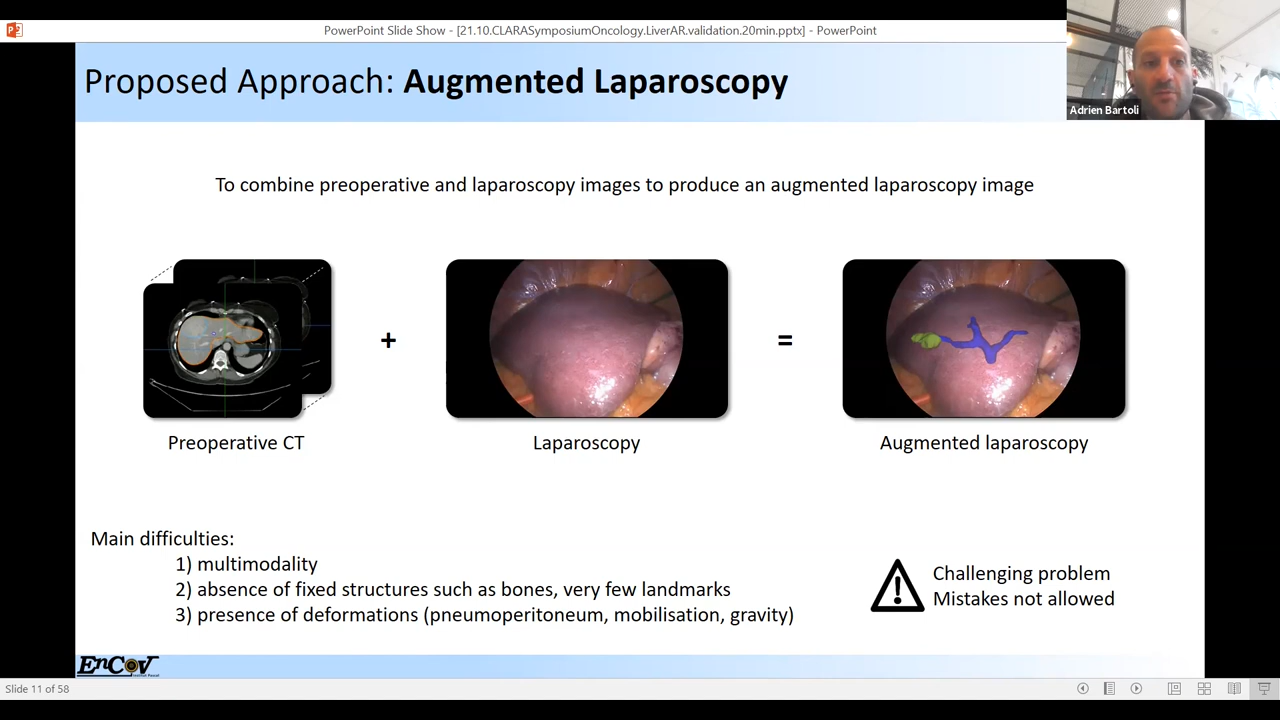 PowerPoint Slide Show - [21.10.CLARASymposiumOncology.LiverAR.validation.20min.pptx] - PowerPoint
Adrien Bartoli
Proposed Approach: Augmented Laparoscopy
To combine preoperative and laparoscopy images to produce an augmented laparoscopy image
+
=
Preoperative CT
Laparoscopy
Augmented laparoscopy
Main difficulties:
1) multimodality
2) absence of fixed structures such as bones, very few landmarks
3) presence of deformations (pneumoperitoneum, mobilisation, gravity)
Challenging problem
Mistakes not allowed
EnCoV
Institut Pascal
Slide 11 of 58